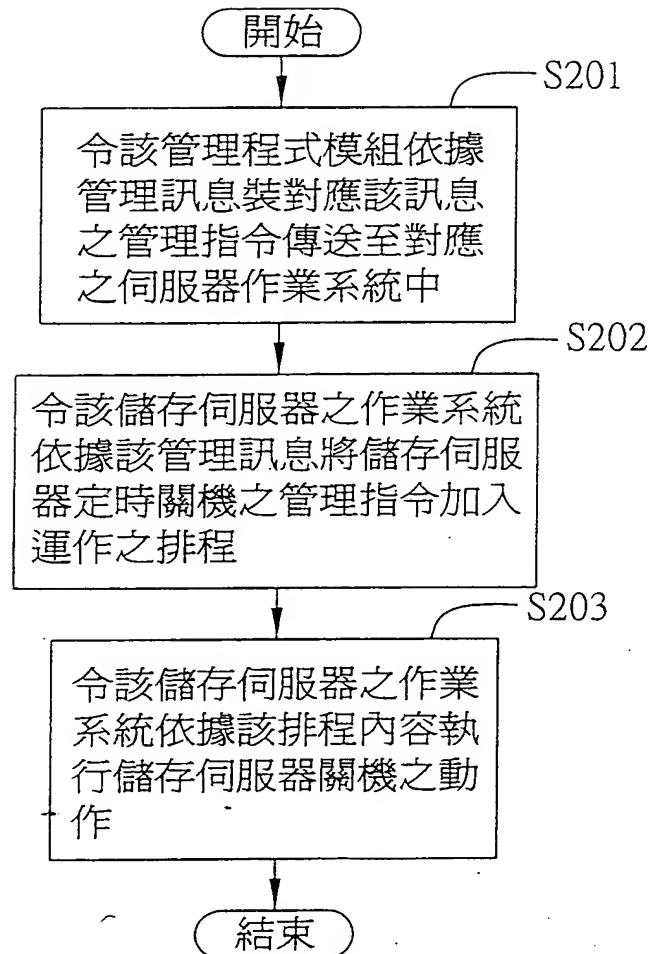 開始
S201
令該管理程式模組依據
管理訊息裝對應該訊息
之管理指令傳送至對應
之伺服器作業系統中
S202
令該儲存伺服器之作業系統
依據該管理訊息將儲存伺服
器定時關機之管理指令加入
運作之排程
S203
令該儲存伺服器之作業
系統依據該排程內容執
行儲存伺服器關機之動
作
結束